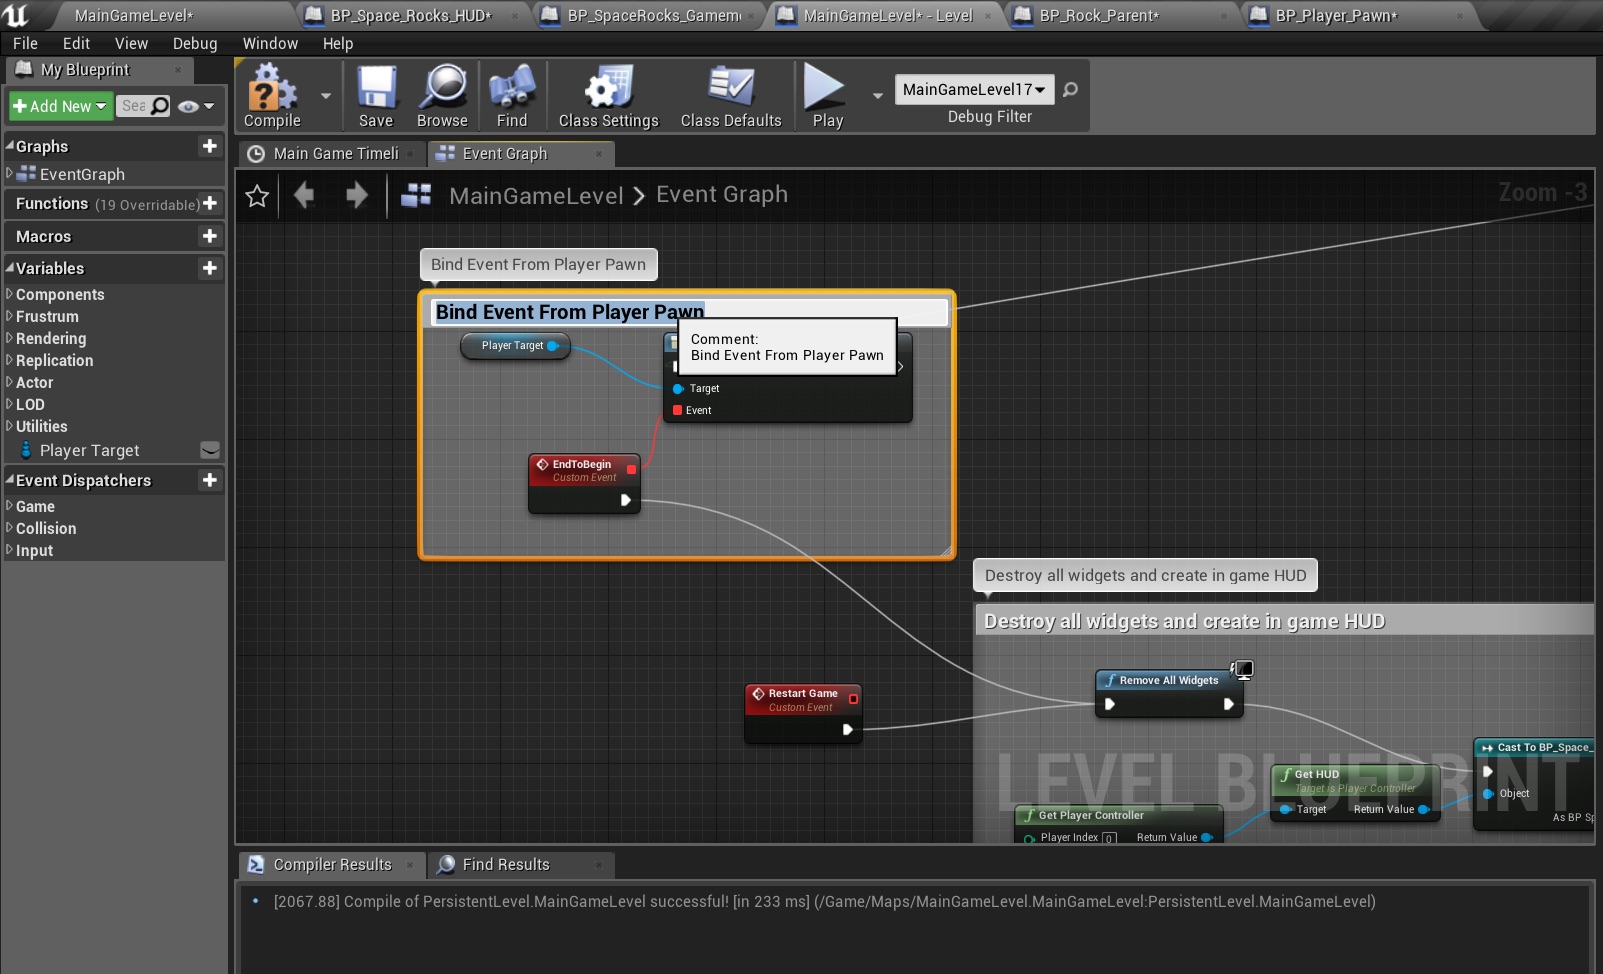 MainGameLevel*
BP_Space_Rocks_HUD*
BP_SpaceRocks_Gamem
MainGameLevel* - Level
BP_Rock_Parent*
BP_Player_Pawn*
File Edit View Debug Window Help
My Blueprint
Add New
Sea
Compile
Save
Browse
Find
Class Settings
Class Defaults
Play
MainGameLevel17
Debug Filter
Graphs
EventGraph
Functions (19 Overridable)
Macros
Variables
Components
Frustrum
Rendering
Replication
Actor
LOD
Utilities
Player Target
Event Dispatchers
Game
Collision
Input
Main Game Timeli
Event Graph
MainGameLevel > Event Graph
Zoom -3
Bind Event From Player Pawn
Bind Event From Player Pawn
Comment:
Bind Event From Player Pawn
Player Target
Target
Event
EndToBegin
Custom Event
Destroy all widgets and create in game HUD
Destroy all widgets and create in game HUD
Remove All Widgets
Restart Game
Custom Event
LEVEL BLUEPRINT
Cast To BP_Space_
Object
As BP Sp
Get HUD
Target is Player Controller
Target Return Value
Get Player Controller
Player Index 0 Return Value
Compiler Results
Find Results
[2067.88] Compile of PersistentLevel.MainGameLevel successful! [in 233 ms] (/Game/Maps/MainGameLevel.MainGameLevel:PersistentLevel.MainGameLevel)